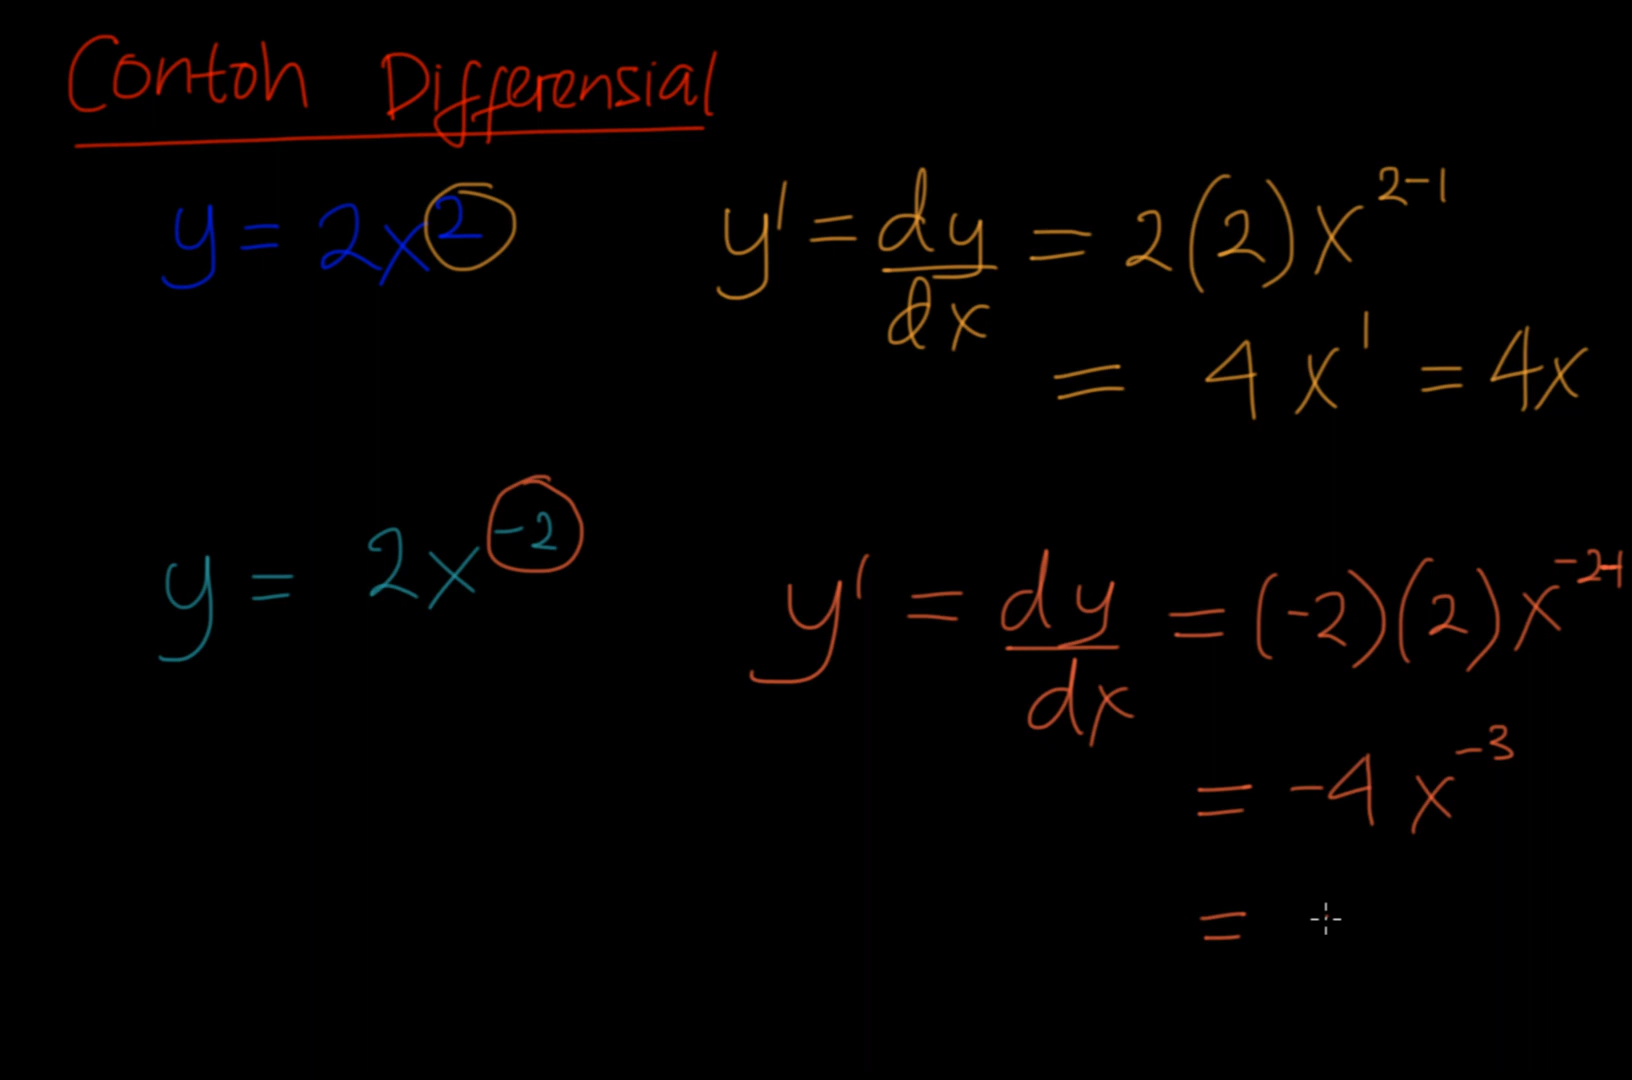 Contoh Differensial
y = 2x² y' = dy/dx = 2(2)x²⁻¹
= 4x¹ = 4x
y = 2x⁻² y' = dy/dx = (-2)(2)x⁻²⁻¹
= -4x⁻³
=